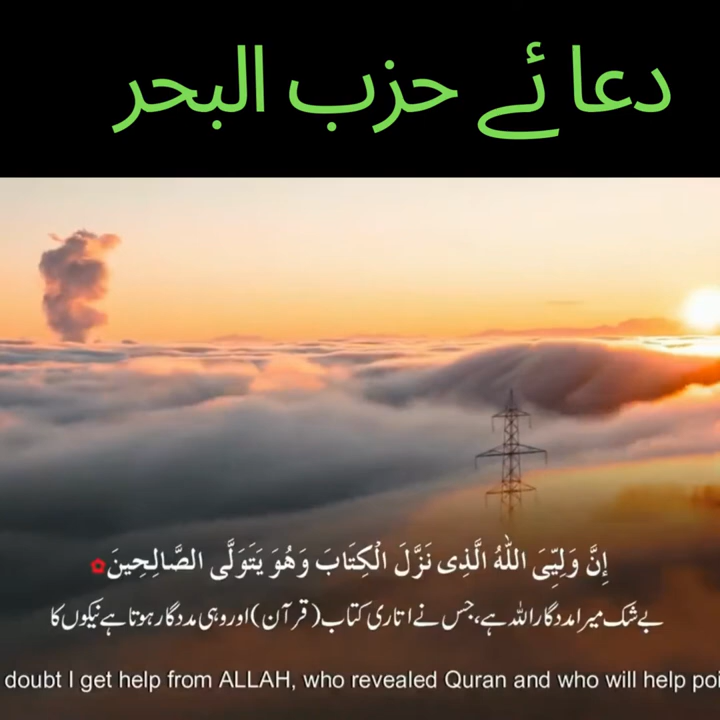 دعائے حزب البحر
إِنَّ وَلِيِّىَ اللّٰهُ الَّذِى نَزَّلَ الْكِتَابَ وَهُوَ يَتَوَلَّى الصَّالِحِينَ
بے شک میرا مددگار اللہ ہے، جس نے اتاری کتاب (قرآن) اور وہی مددگار ہوتا ہے نیکوں کا
doubt I get help from ALLAH, who revealed Quran and who will help poi